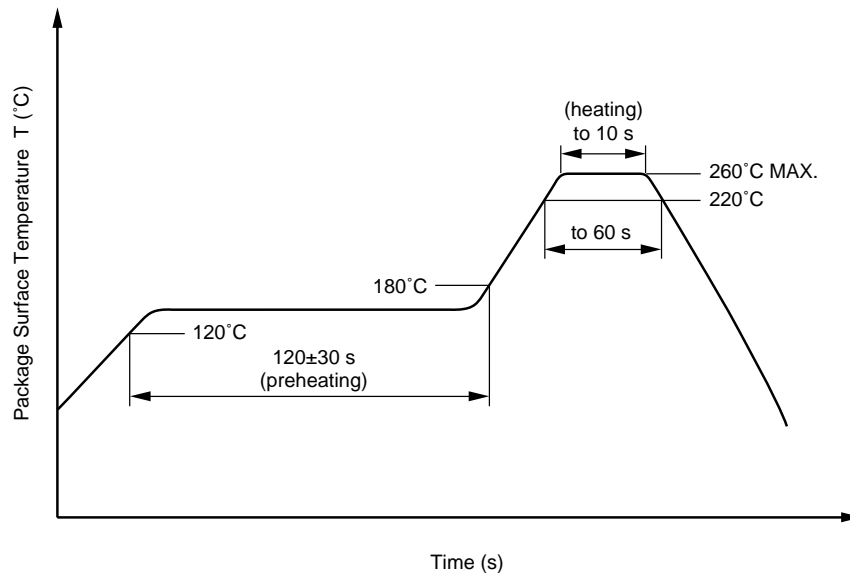 Package Surface Temperature T (˚C)
(heating)
to 10 s
260˚C MAX.
220˚C
to 60 s
180˚C
120˚C
120±30 s
(preheating)
Time (s)